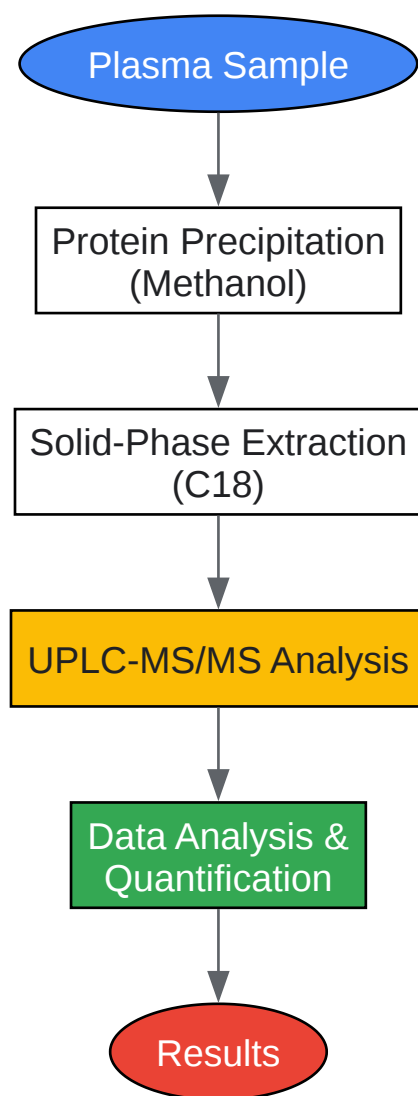 Plasma Sample
Protein Precipitation
(Methanol)
Solid-Phase Extraction
(C18)
UPLC-MS/MS Analysis
Data Analysis &
Quantification
Results